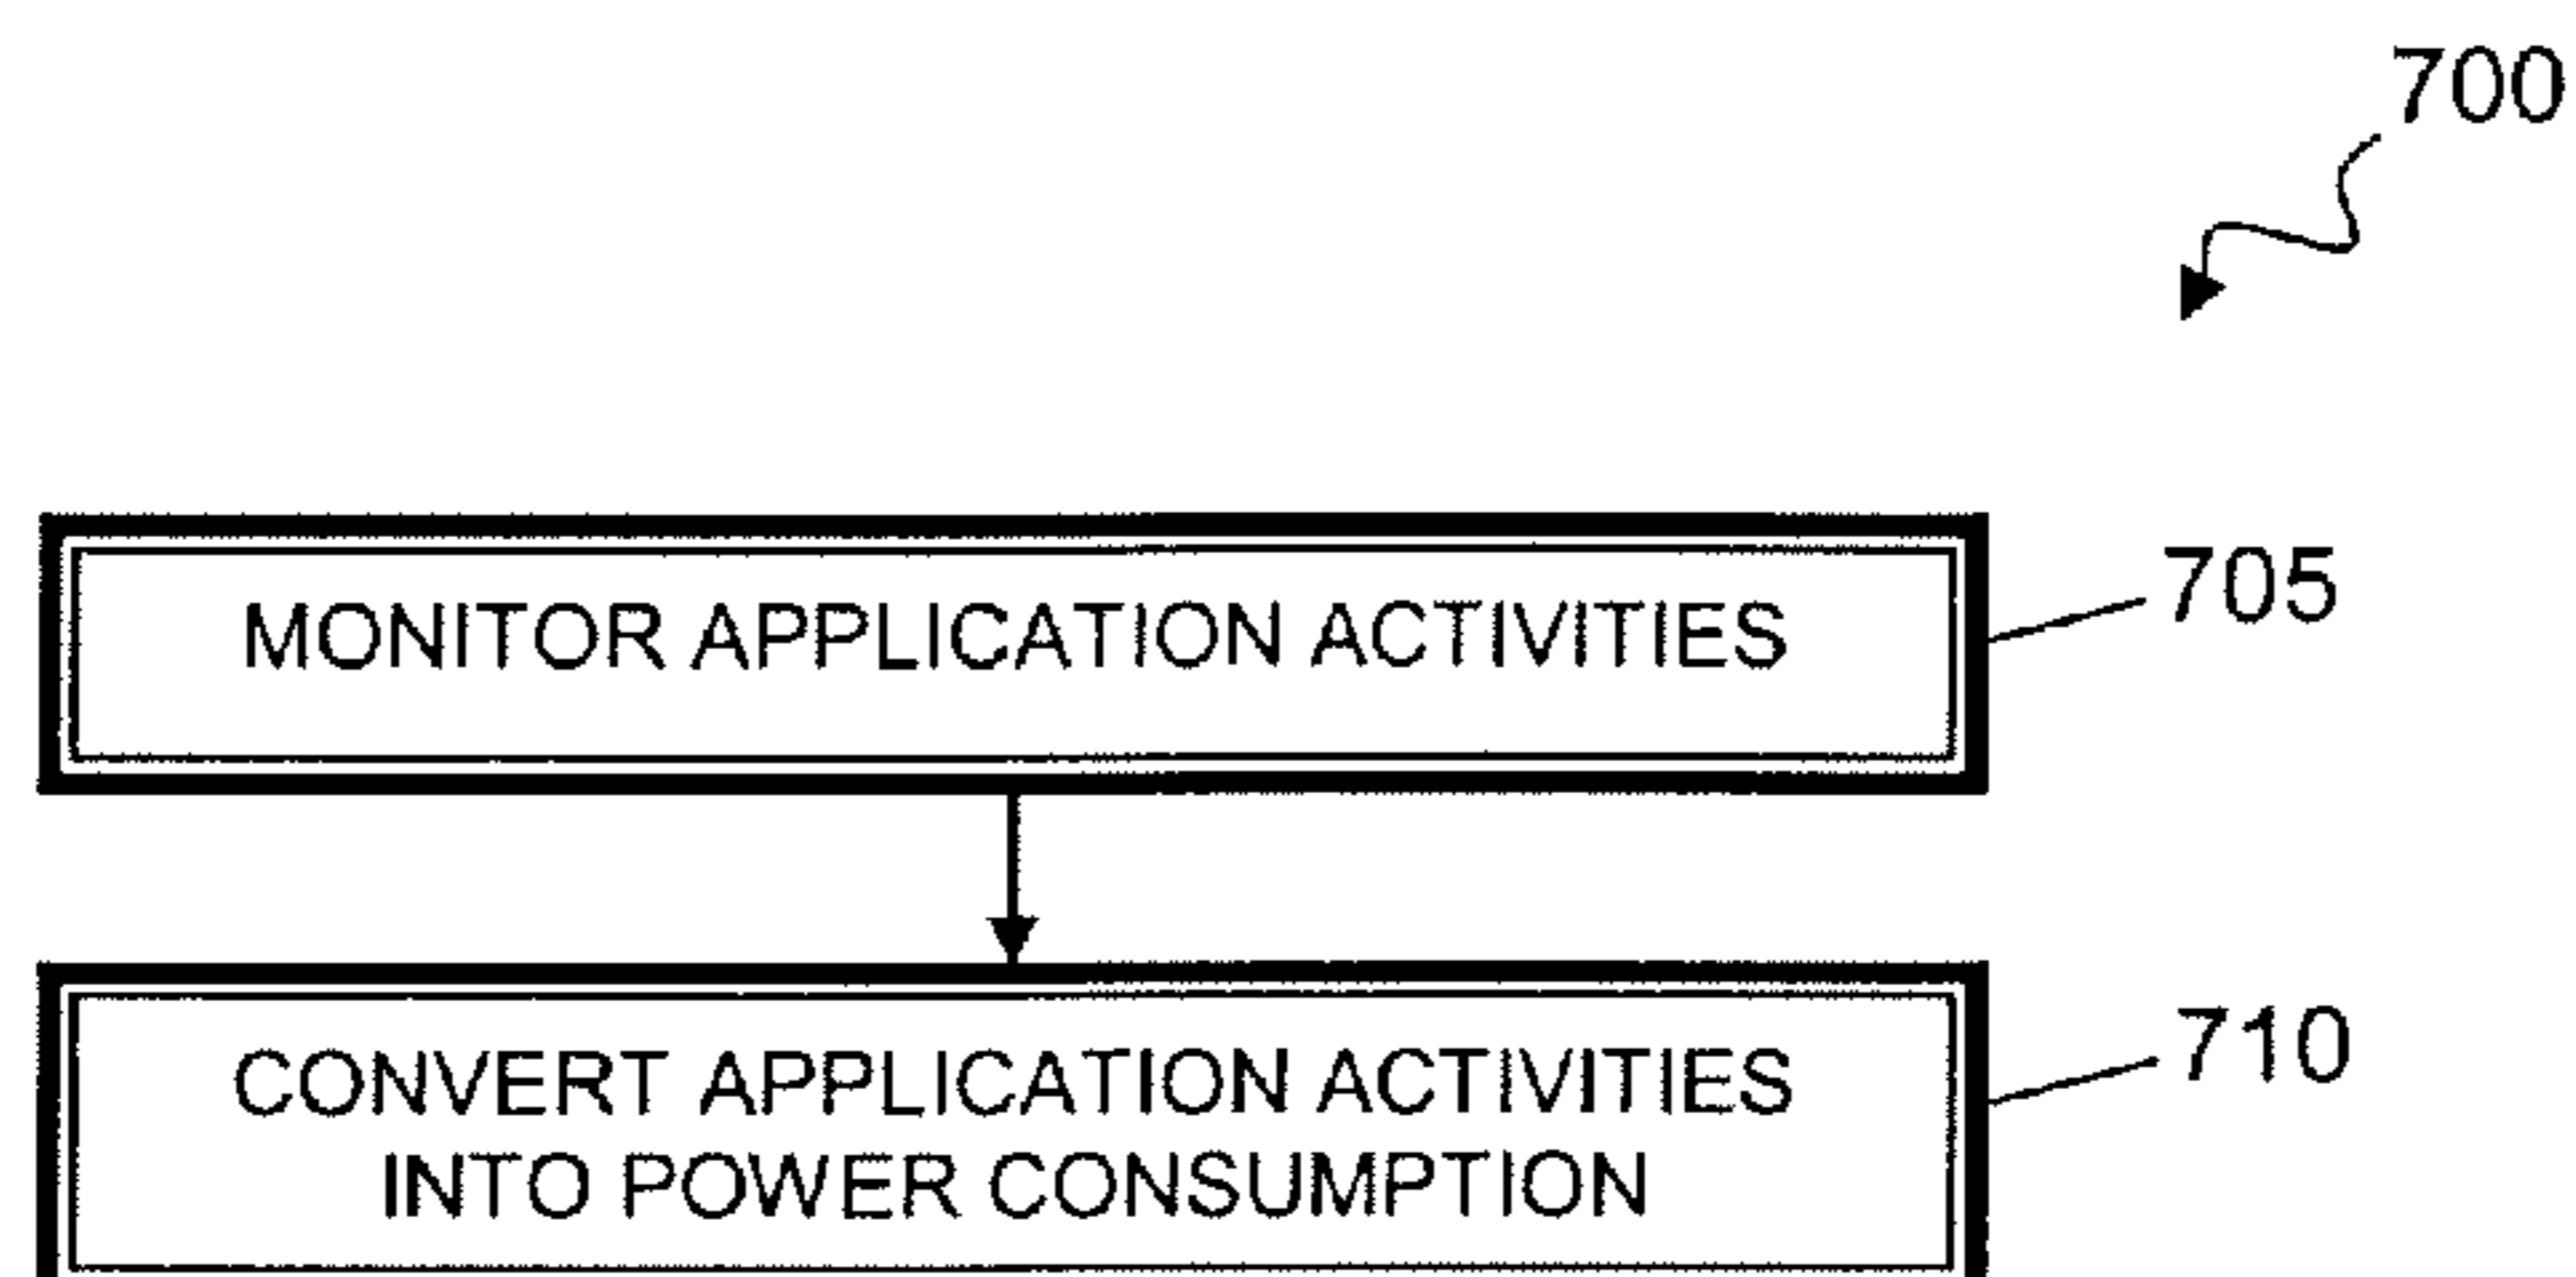 700
MONITOR APPLICATION ACTIVITIES
705
CONVERT APPLICATION ACTIVITIES
INTO POWER CONSUMPTION
710